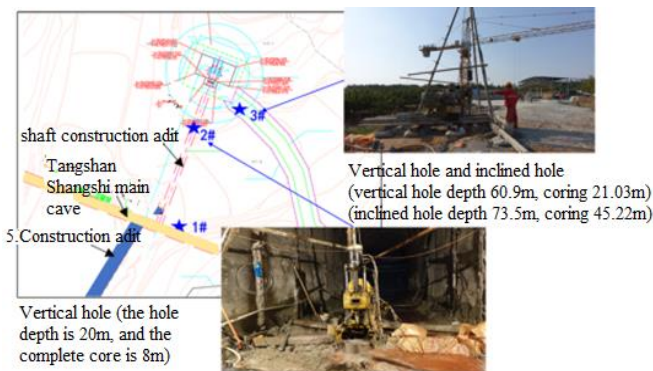 3#
2#
shaft construction adit
Tangshan
Shangshi main
cave
1#
5.Construction adit
Vertical hole and inclined hole
(vertical hole depth 60.9m, coring 21.03m)
(inclined hole depth 73.5m, coring 45.22m)
Vertical hole (the hole
depth is 20m, and the
complete core is 8m)